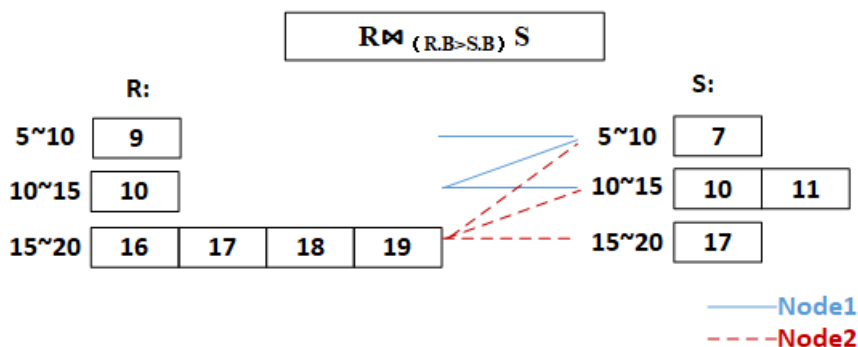 R⋈ (R.B>S.B) S
R: S:
5~10 9 5~10 7
10~15 10 10~15 10 11
15~20 16 17 18 19 15~20 17
Node1
Node2